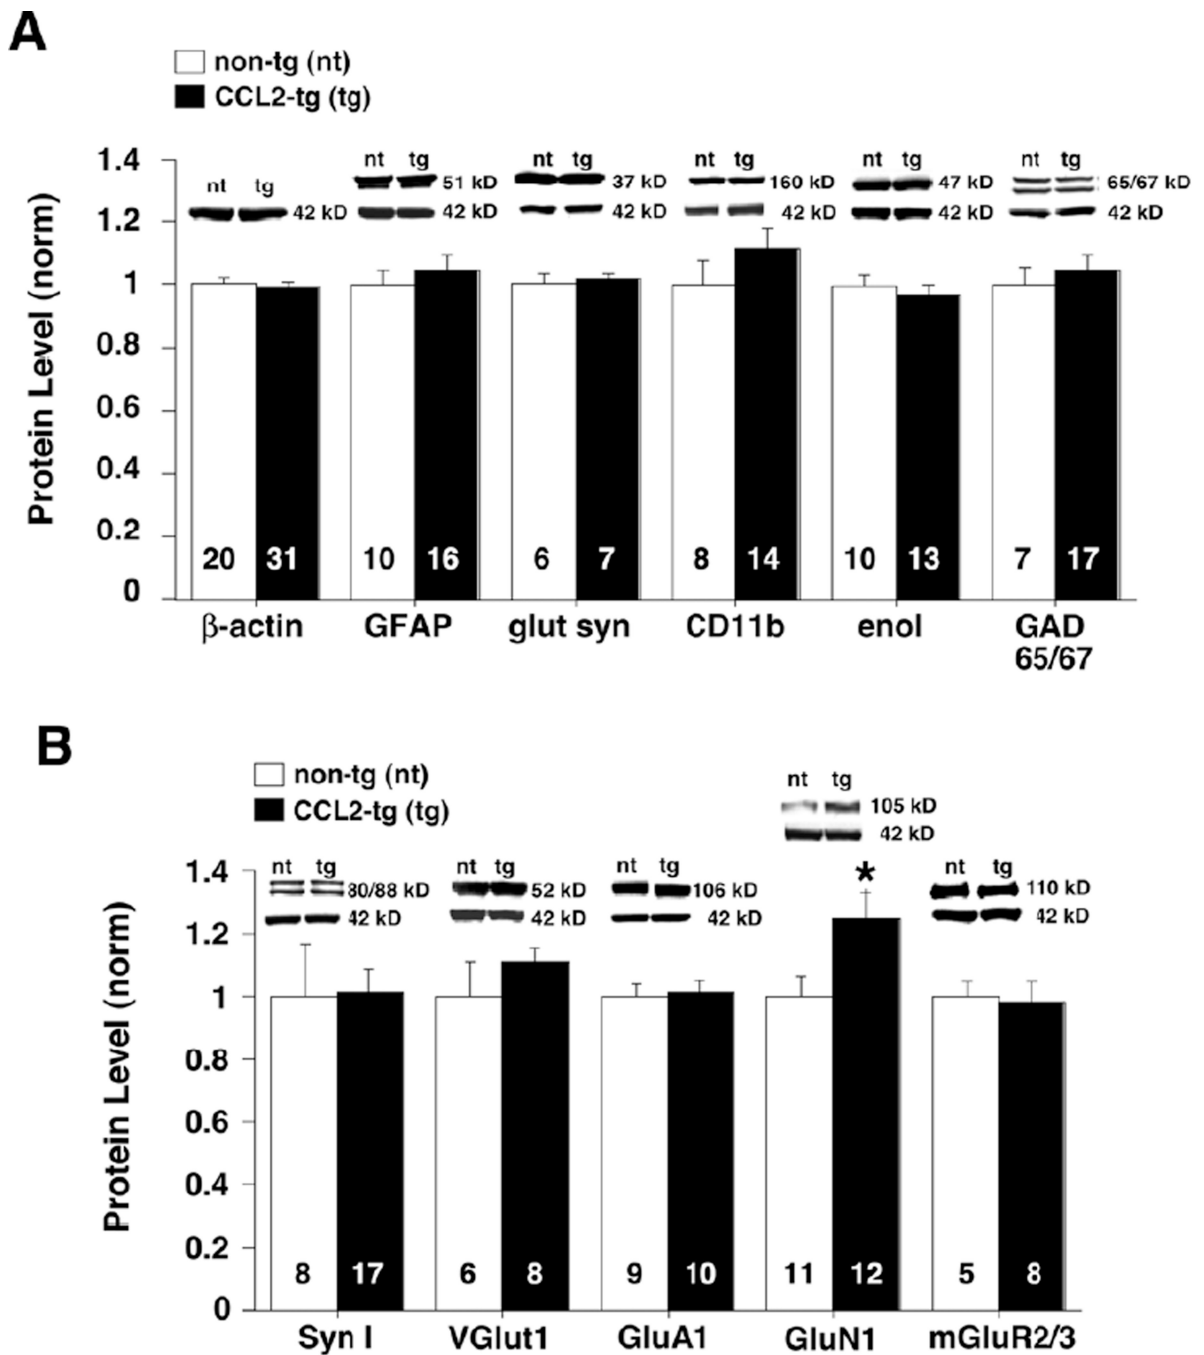 A
non-tg (nt)
CCL2-tg (tg)
Protein Level (norm)
1.4
1.2
1
0.8
0.6
0.4
0.2
0
nt tg
42 kD
nt tg
51 kD
42 kD
nt tg
37 kD
42 kD
nt tg
160 kD
42 kD
nt tg
47 kD
42 kD
nt tg
65/67 kD
42 kD
20 31 10 16 6 7 8 14 10 13 7 17
β-actin GFAP glut syn CD11b enol GAD
65/67
B
non-tg (nt)
CCL2-tg (tg)
Protein Level (norm)
1.4
1.2
1
0.8
0.6
0.4
0.2
0
nt tg
80/88 kD
42 kD
nt tg
52 kD
42 kD
nt tg
106 kD
42 kD
nt tg
105 kD
42 kD
*
nt tg
110 kD
42 kD
8 17 6 8 9 10 11 12 5 8
Syn I VGlut1 GluA1 GluN1 mGluR2/3